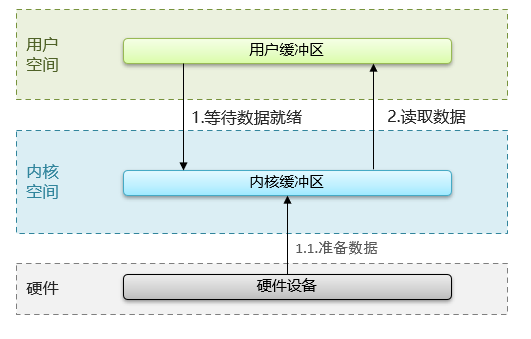 用户
空间
用户缓冲区
1.等待数据就绪
2.读取数据
内核
空间
内核缓冲区
1.1.准备数据
硬件
硬件设备